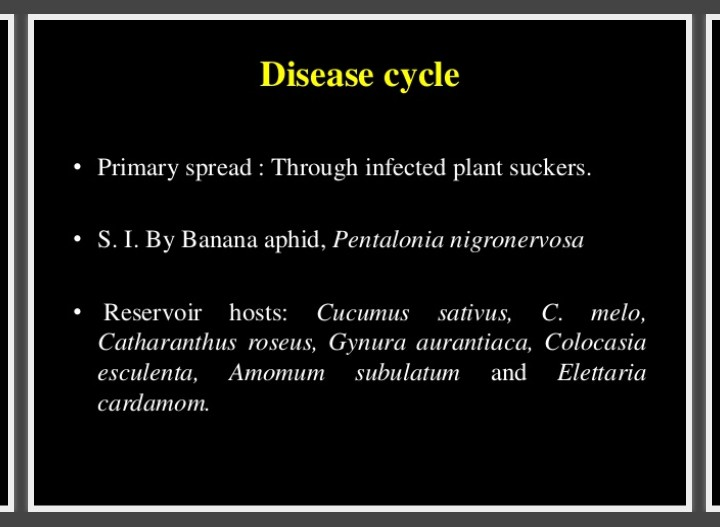 Disease cycle
• Primary spread : Through infected plant suckers.
• S. I. By Banana aphid, Pentalonia nigronervosa
• Reservoir hosts: Cucumus sativus, C. melo,
Catharanthus roseus, Gynura aurantiaca, Colocasia
esculenta, Amomum subulatum and Elettaria
cardamom.